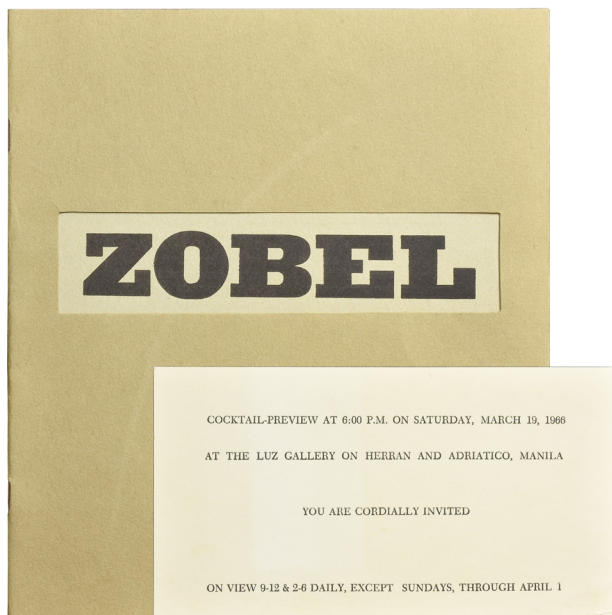 ZOBEL
COCKTAIL-PREVIEW AT 6:00 P.M. ON SATURDAY, MARCH 19, 1966
AT THE LUZ GALLERY ON HERRAN AND ADRIATICO, MANILA
YOU ARE CORDIALLY INVITED
ON VIEW 9-12 & 2-6 DAILY, EXCEPT SUNDAYS, THROUGH APRIL 1